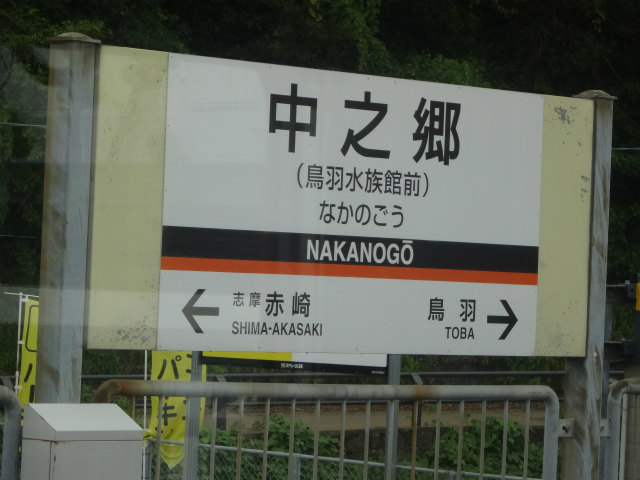 中之郷
(鳥羽水族館前)
なかのごう
NAKANOGŌ
← 志摩赤崎
SHIMA-AKASAKI
鳥羽 →
TOBA
パ